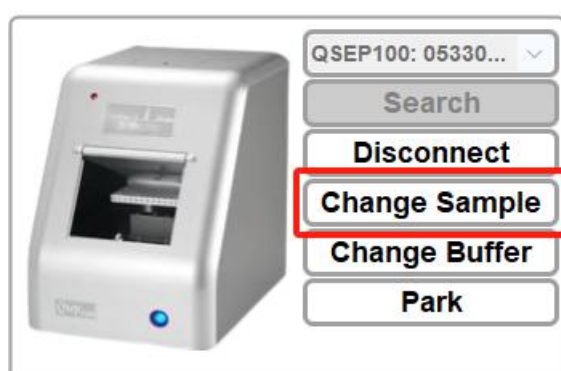 QSEP100: 05330...
Search
Disconnect
Change Sample
Change Buffer
Park